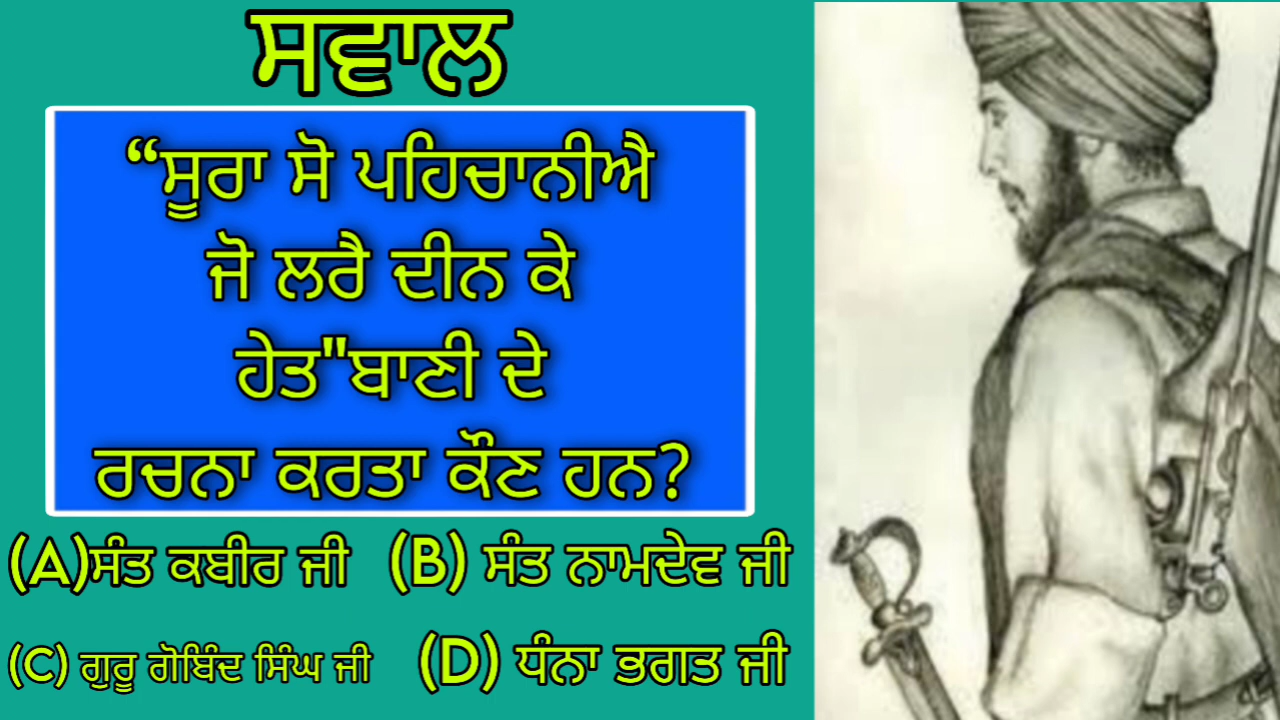 ਸਵਾਲ
“ਸੂਰਾ ਸੋ ਪਹਿਚਾਨੀਐ
ਜੋ ਲਰੈ ਦੀਨ ਕੇ
ਹੇਤ"ਬਾਣੀ ਦੇ
ਰਚਨਾ ਕਰਤਾ ਕੌਣ ਹਨ?
(A)ਸੰਤ ਕਬੀਰ ਜੀ (B) ਸੰਤ ਨਾਮਦੇਵ ਜੀ
(C) ਗੁਰੂ ਗੋਬਿੰਦ ਸਿੰਘ ਜੀ (D) ਧੰਨਾ ਭਗਤ ਜੀ